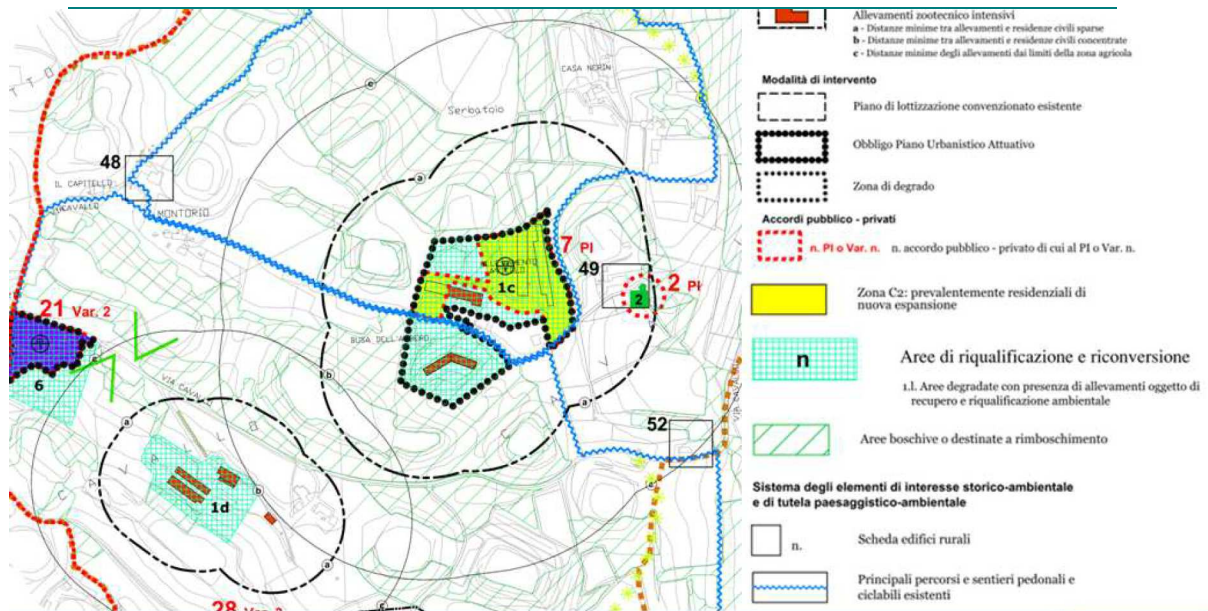 CASA NORIN
c
Serbatoio
48
IL CAPITELLO
MONTORIO
a
7 PI
49
1c
2
2 PI
BUSA DELL'ALBERO
21 Var. 2
6
VIA CAVALLO
b
a
52
a
c
b
1d
a
28
c
Allevamenti zootecnico intensivi
a - Distanze minime tra allevamenti e residenze civili sparse
b - Distanze minime tra allevamenti e residenze civili concentrate
c - Distanze minime degli allevamenti dai limiti della zona agricola
Modalità di intervento
Piano di lottizzazione convenzionato esistente
Obbligo Piano Urbanistico Attuativo
Zona di degrado
Accordi pubblico - privati
n. PI o Var. n. n. accordo pubblico - privato di cui al PI o Var. n.
Zona C2: prevalentemente residenziali di
nuova espansione
n
Aree di riqualificazione e riconversione
1.l. Aree degradate con presenza di allevamenti oggetto di
recupero e riqualificazione ambientale
Aree boschive o destinate a rimboschimento
Sistema degli elementi di interesse storico-ambientale
e di tutela paesaggistico-ambientale
n. Scheda edifici rurali
Principali percorsi e sentieri pedonali e
ciclabili esistenti